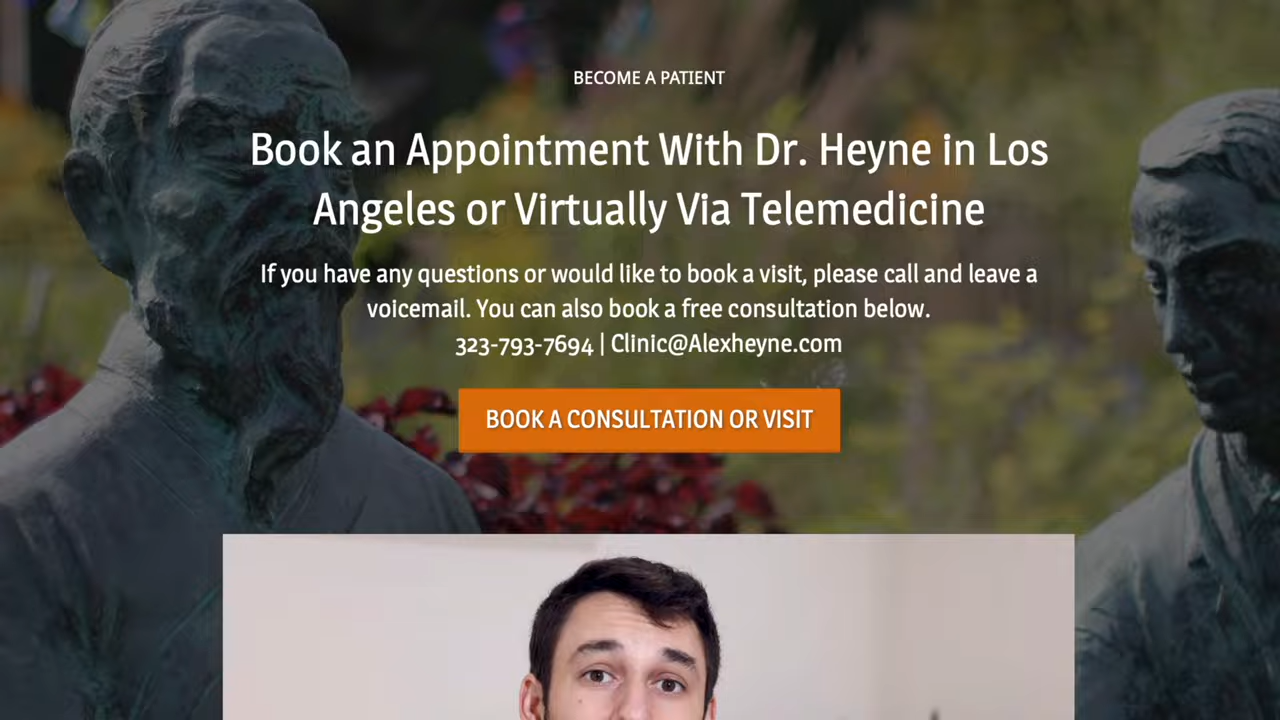 BECOME A PATIENT
Book an Appointment With Dr. Heyne in Los
Angeles or Virtually Via Telemedicine
If you have any questions or would like to book a visit, please call and leave a
voicemail. You can also book a free consultation below.
323-793-7694 | Clinic@Alexheyne.com
BOOK A CONSULTATION OR VISIT